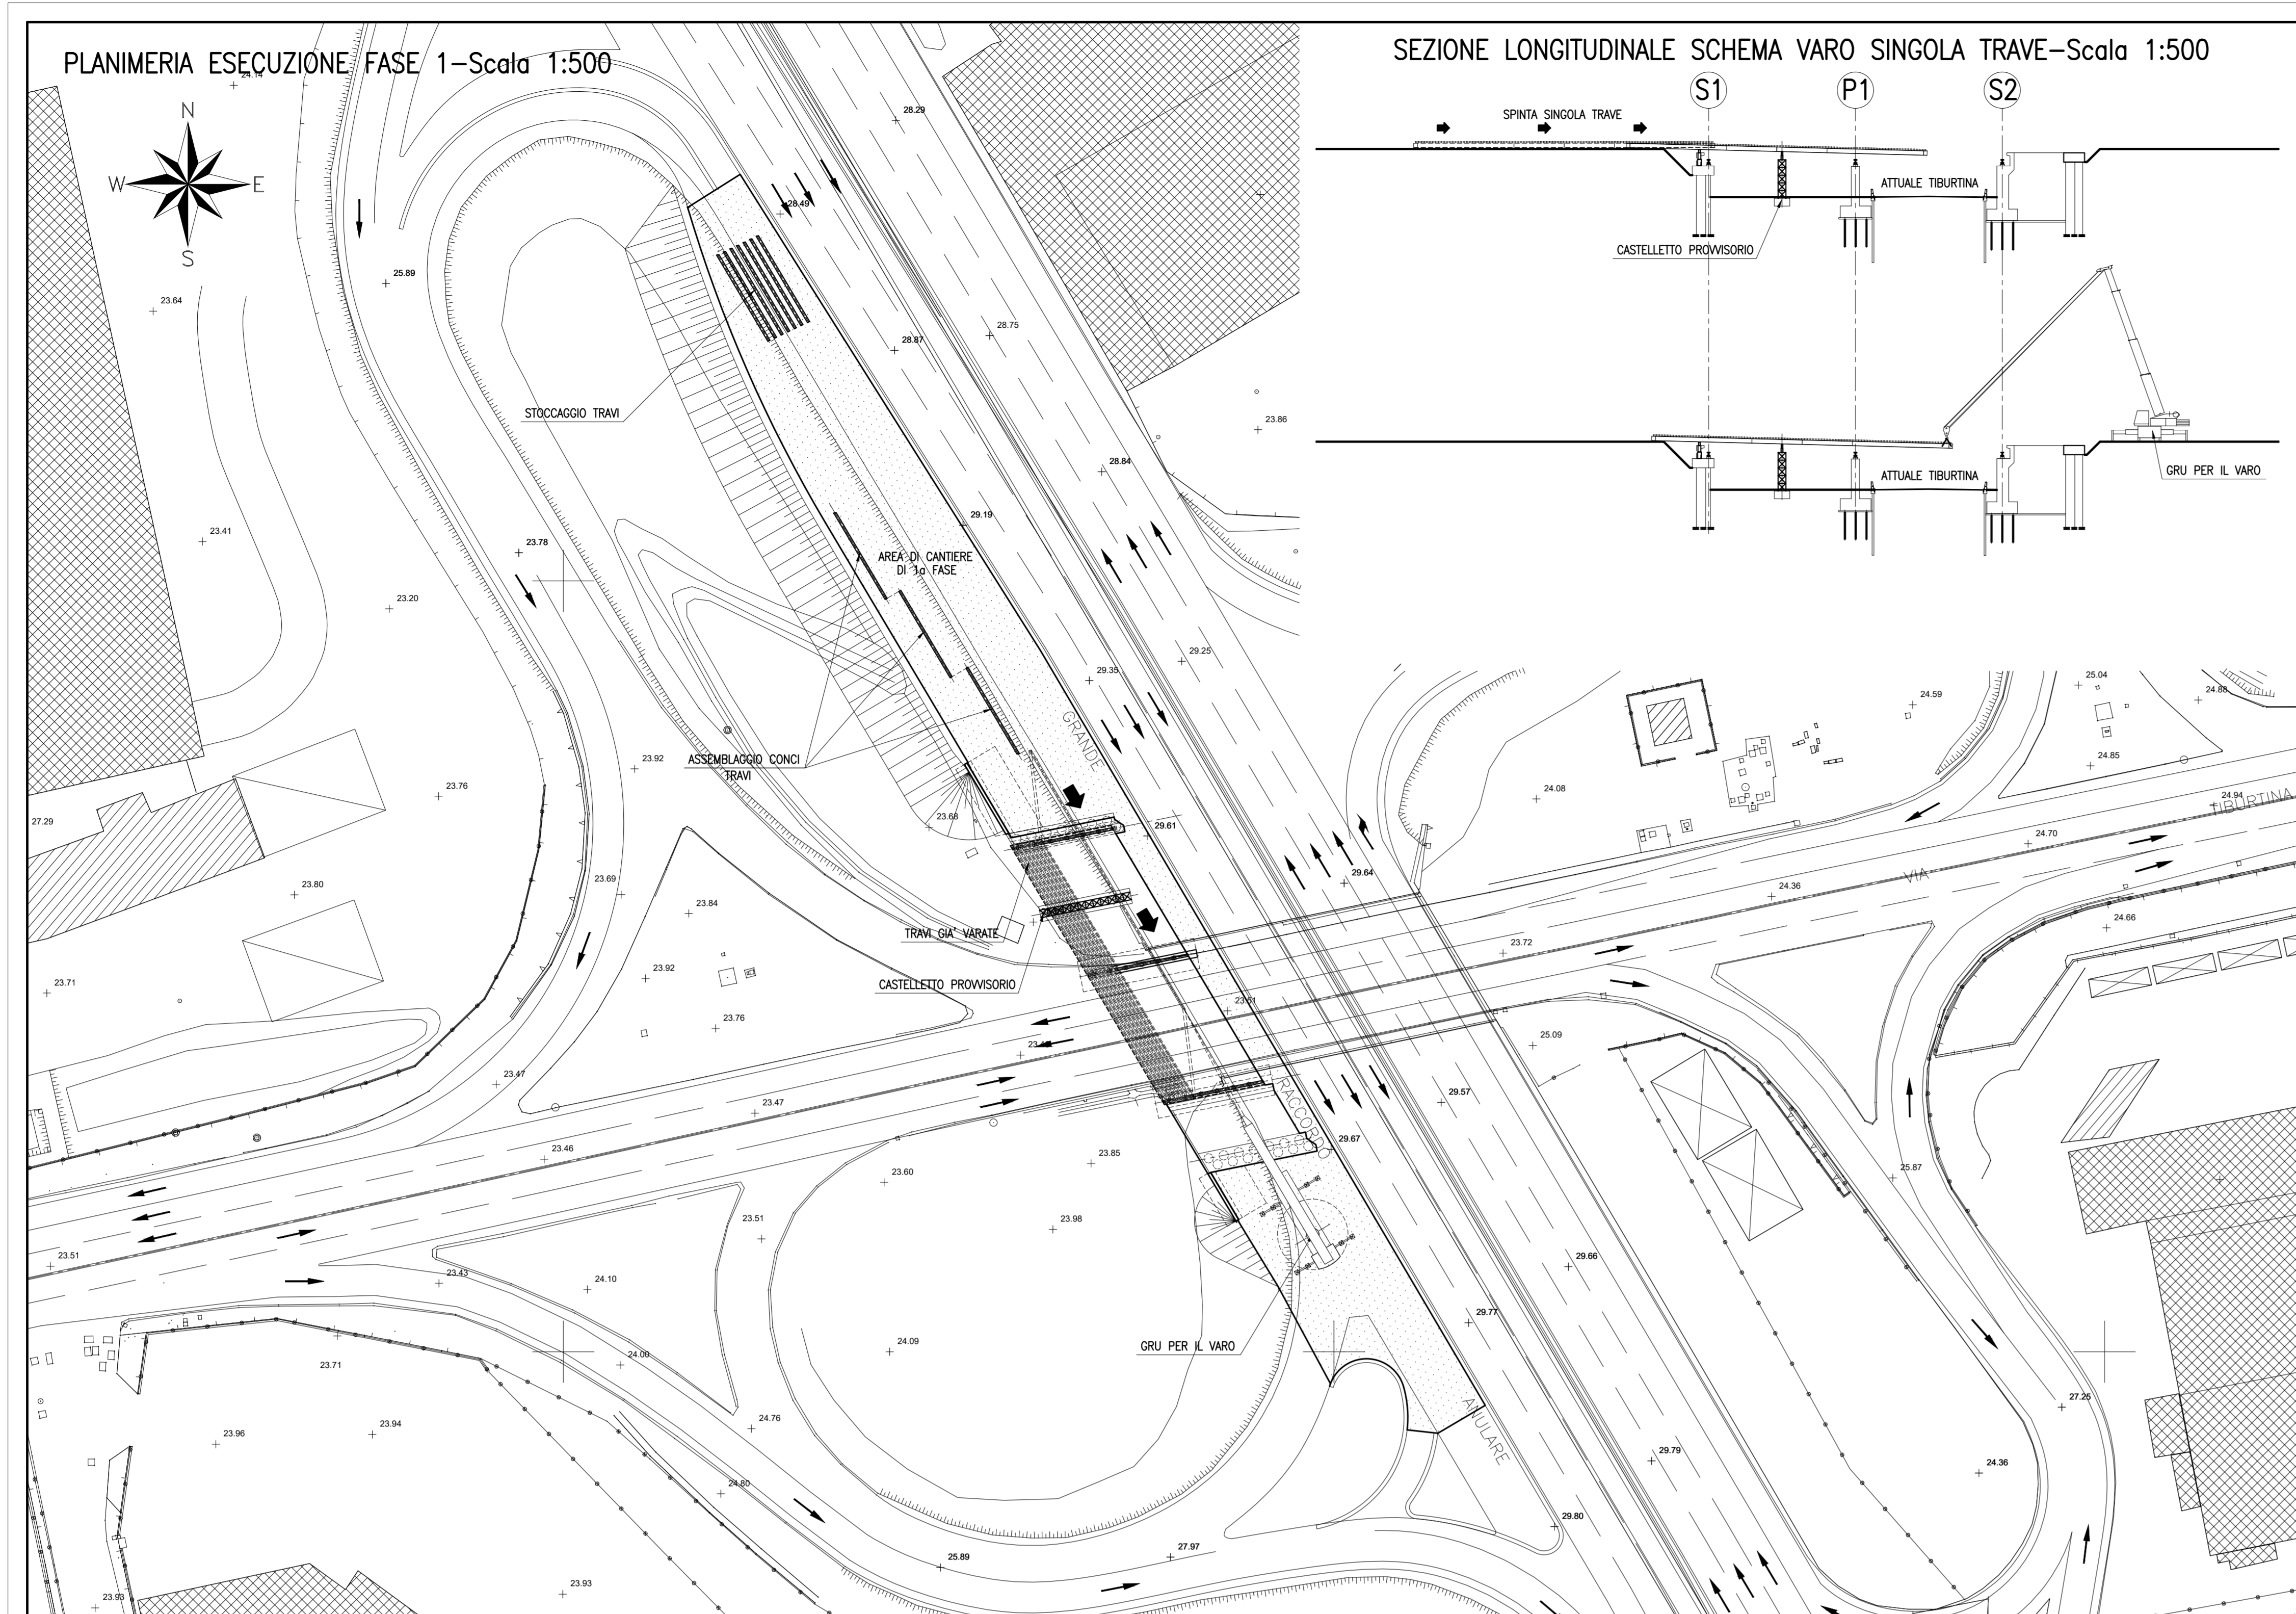 PLANIMERIA ESECUZIONE FASE 1-Scala 1:500
SEZIONE LONGITUDINALE SCHEMA VARO SINGOLA TRAVE-Scala 1:500
S1
P1
S2
SPINTA SINGOLA TRAVE
ATTUALE TIBURTINA
CASTELLETTO PROVVISORIO
ATTUALE TIBURTINA
GRU PER IL VARO
24.14
N
W
E
S
28.29
28.49
25.89
23.64
28.75
28.87
STOCCAGGIO TRAVI
23.86
28.84
29.19
23.41
23.78
AREA DI CANTIERE
DI 1a FASE
23.20
29.25
29.35
GRANDE
25.04
24.59
24.88
ASSEMBLAGGIO CONCI
TRAVI
23.92
24.85
23.76
24.08
24.94
TIBURTINA
27.29
23.68
29.61
24.70
29.64
VIA
23.80
23.69
24.36
23.84
24.66
TRAVI GIA' VARATE
23.72
23.92
CASTELLETTO PROVVISORIO
23.71
23.51
23.76
25.09
23.47
29.57
23.47
RACCORDO
29.67
23.46
23.85
23.60
25.87
23.51
23.98
23.51
29.66
23.43
24.10
29.77
24.09
GRU PER IL VARO
24.00
23.71
27.25
ANULARE
24.76
23.94
23.96
29.79
24.36
24.80
29.80
27.97
25.89
23.93
23.93